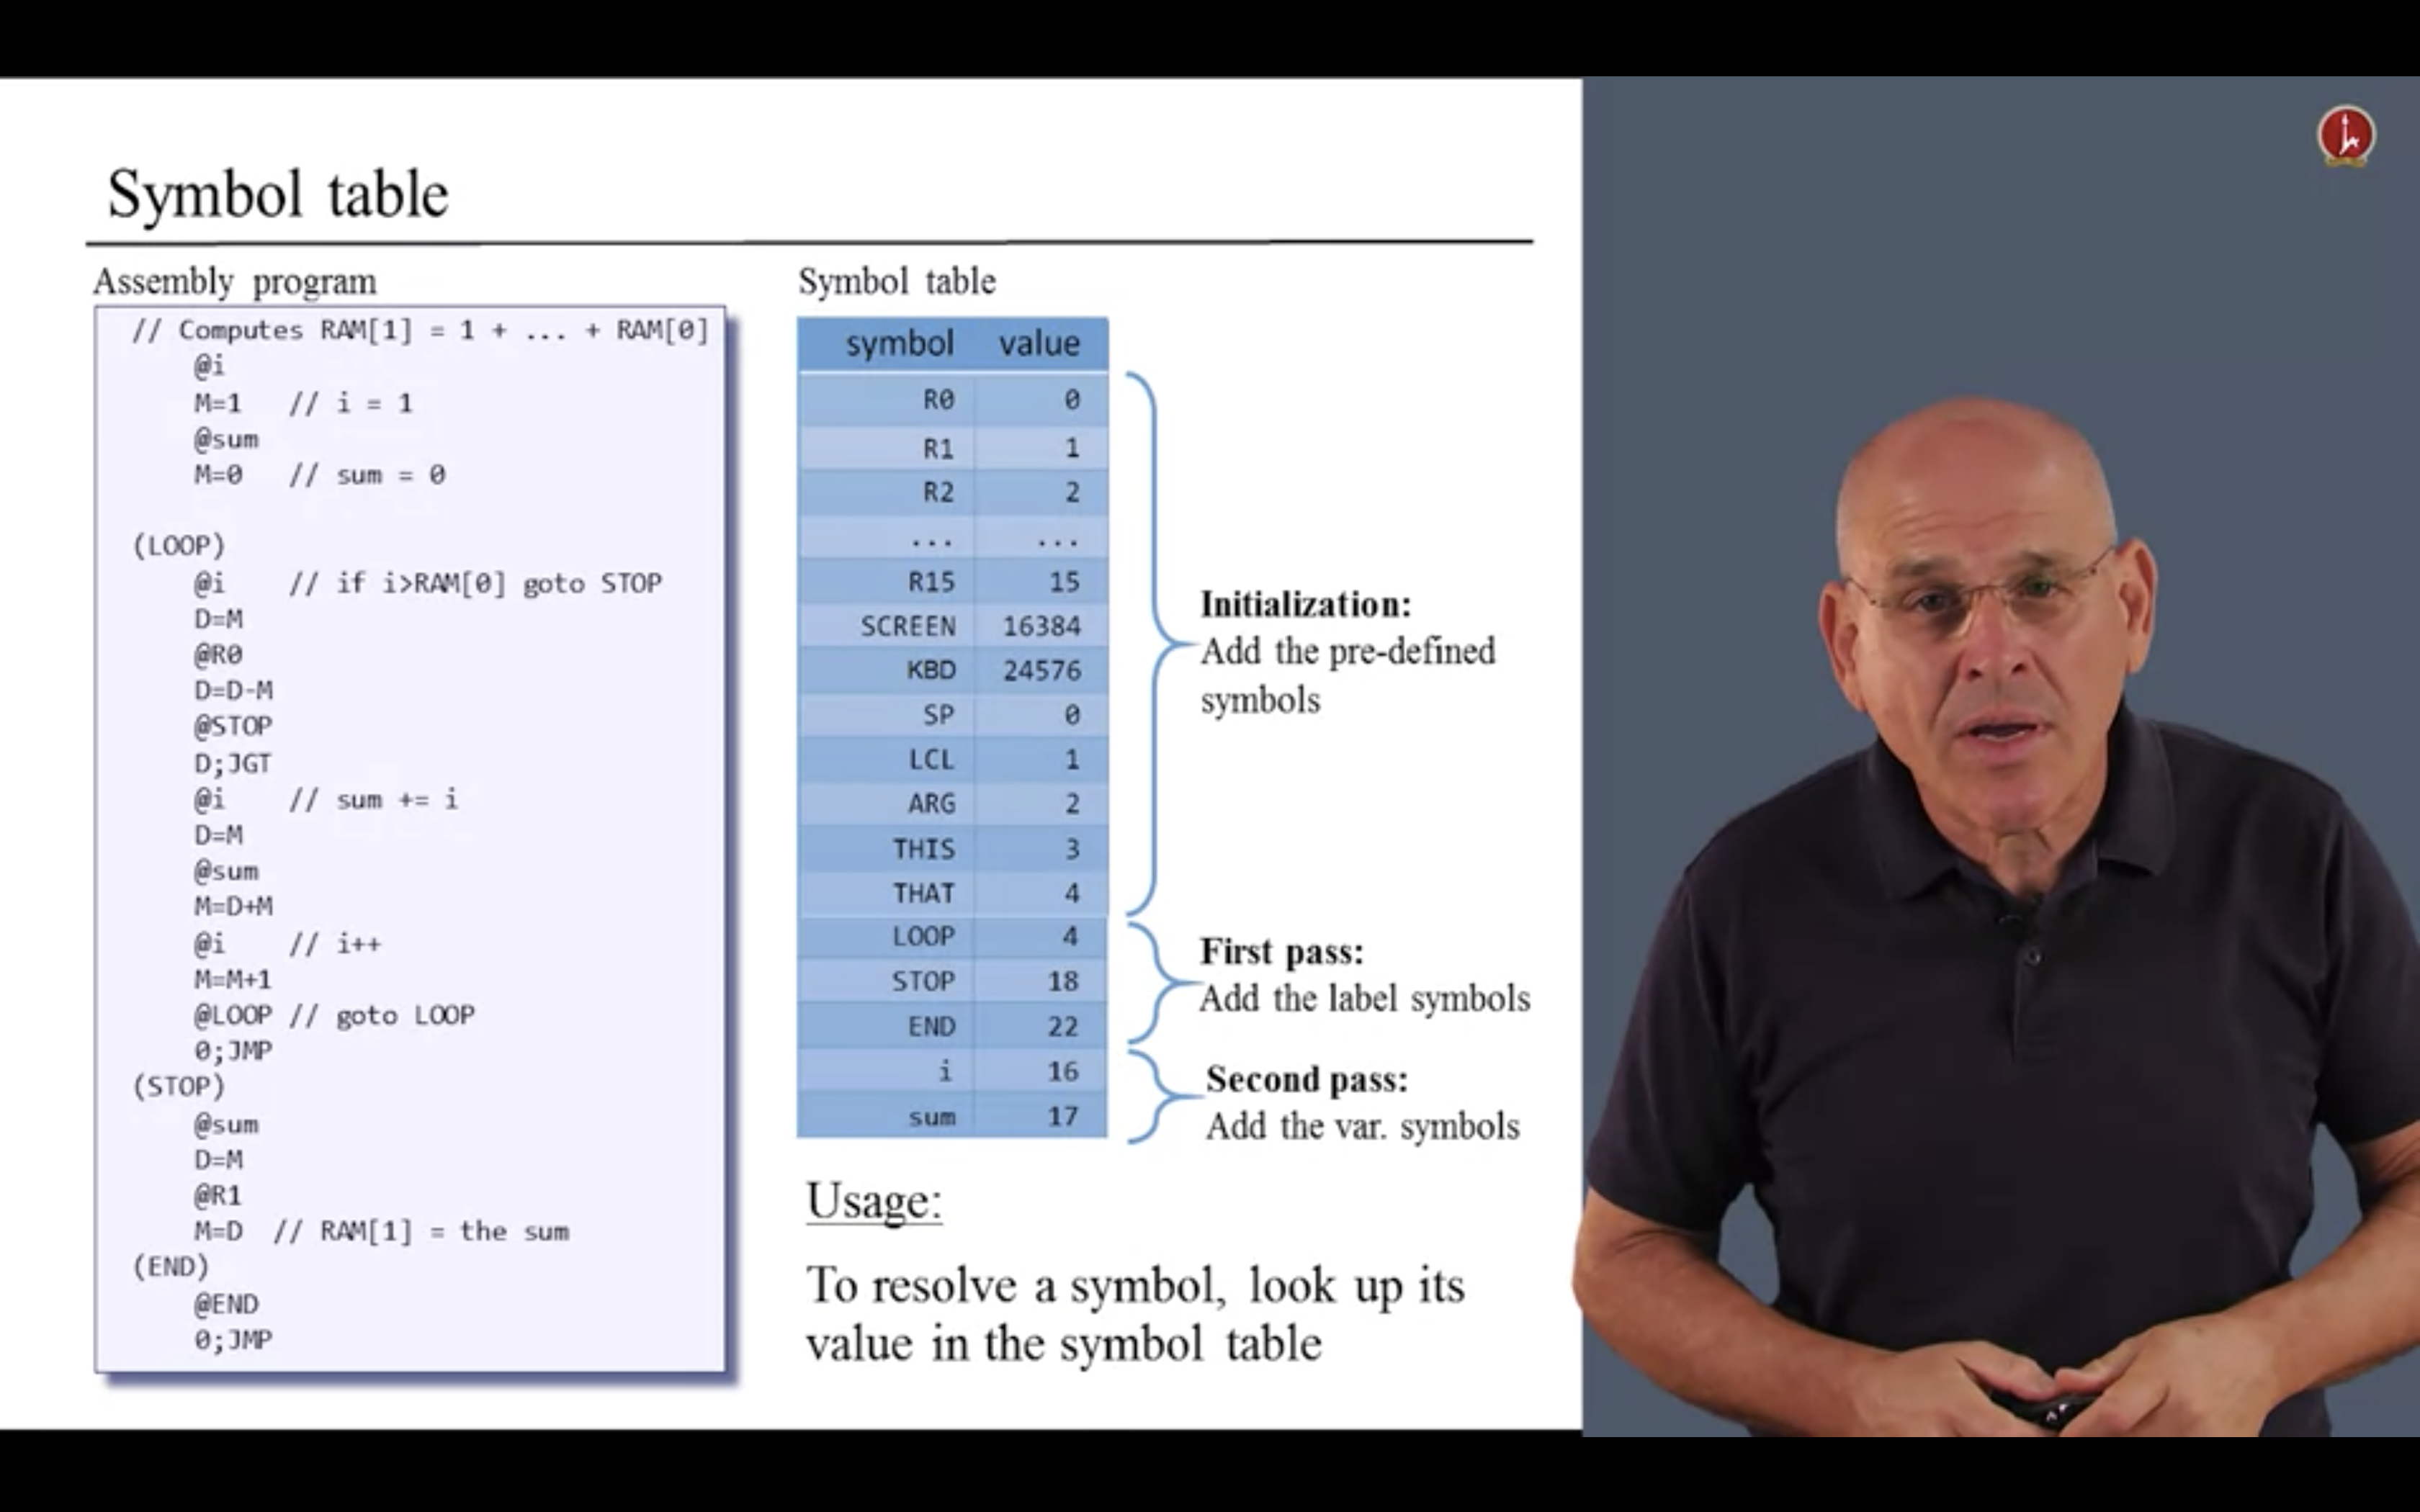 Symbol table
Assembly program
// Computes RAM[1] = 1 + ... + RAM[0]
@i
M=1 // i = 1
@sum
M=0 // sum = 0
(LOOP)
@i // if i>RAM[0] goto STOP
D=M
@R0
D=D-M
@STOP
D;JGT
@i // sum += i
D=M
@sum
M=D+M
@i // i++
M=M+1
@LOOP // goto LOOP
0;JMP
(STOP)
@sum
D=M
@R1
M=D // RAM[1] = the sum
(END)
@END
0;JMP
Symbol table
symbol value
R0 0
R1 1
R2 2
... ...
R15 15
SCREEN 16384
KBD 24576
SP 0
LCL 1
ARG 2
THIS 3
THAT 4
LOOP 4
STOP 18
END 22
i 16
sum 17
Initialization:
Add the pre-defined
symbols
First pass:
Add the label symbols
Second pass:
Add the var. symbols
Usage:
To resolve a symbol, look up its
value in the symbol table